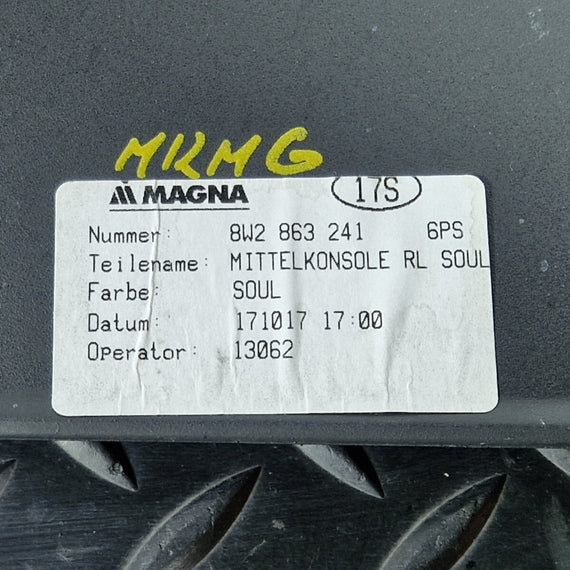 MKMG
MAGNA 17S
Nummer: 8W2 863 241 6PS
Teilename: MITTELKONSOLE RL SOUL
Farbe: SOUL
Datum: 171017 17:00
Operator: 13062